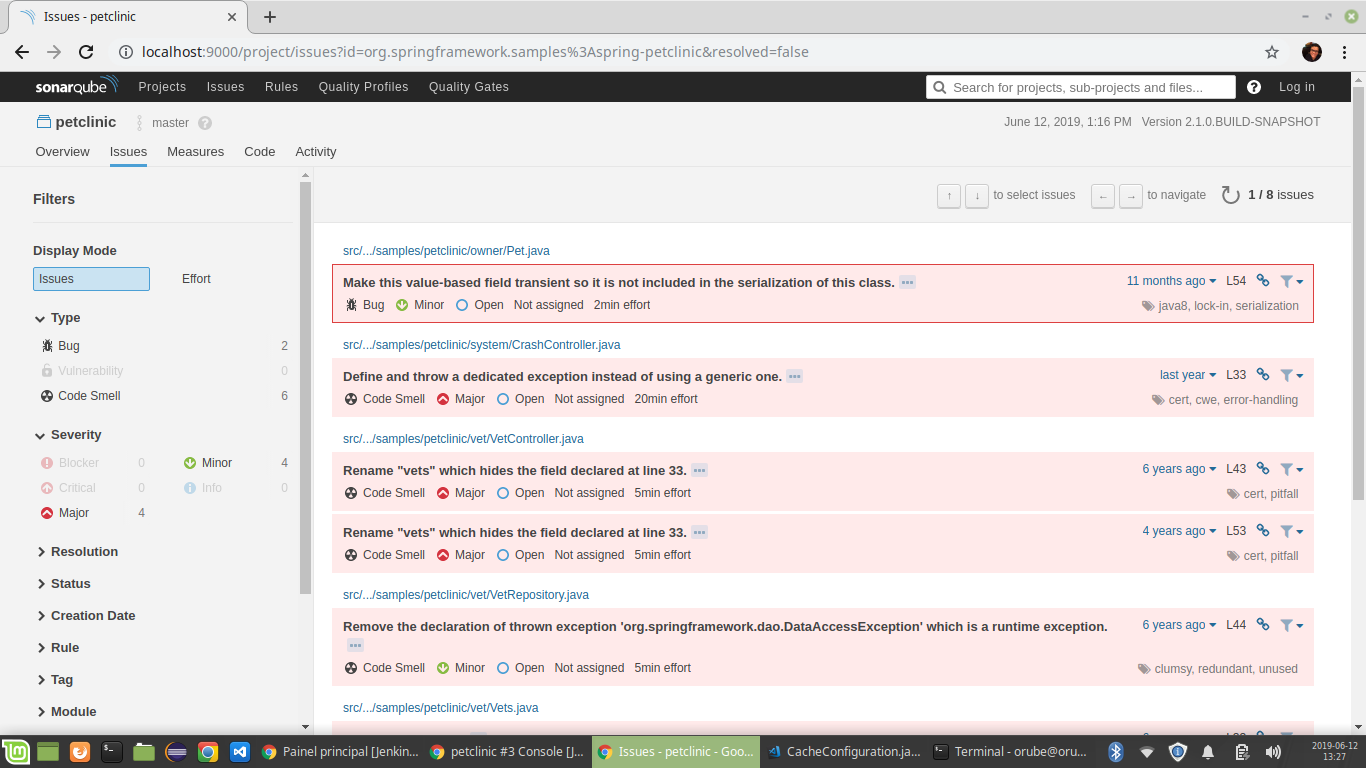 Issues - petclinic
localhost:9000/project/issues?id=org.springframework.samples%3Aspring-petclinic&resolved=false
sonarqube Projects Issues Rules Quality Profiles Quality Gates Search for projects, sub-projects and files... ? Log in
petclinic master ? June 12, 2019, 1:16 PM Version 2.1.0.BUILD-SNAPSHOT
Overview Issues Measures Code Activity
Filters
Display Mode
Issues Effort
Type
Bug 2
Vulnerability 0
Code Smell 6
Severity
Blocker 0 Minor 4
Critical 0 Info 0
Major 4
Resolution
Status
Creation Date
Rule
Tag
Module
↑ ↓ to select issues ← → to navigate 1 / 8 issues
src/.../samples/petclinic/owner/Pet.java
Make this value-based field transient so it is not included in the serialization of this class. 11 months ago L54
Bug Minor Open Not assigned 2min effort java8, lock-in, serialization
src/.../samples/petclinic/system/CrashController.java
Define and throw a dedicated exception instead of using a generic one. last year L33
Code Smell Major Open Not assigned 20min effort cert, cwe, error-handling
src/.../samples/petclinic/vet/VetController.java
Rename "vets" which hides the field declared at line 33. 6 years ago L43
Code Smell Major Open Not assigned 5min effort cert, pitfall
Rename "vets" which hides the field declared at line 33. 4 years ago L53
Code Smell Major Open Not assigned 5min effort cert, pitfall
src/.../samples/petclinic/vet/VetRepository.java
Remove the declaration of thrown exception 'org.springframework.dao.DataAccessException' which is a runtime exception. 6 years ago L44
Code Smell Minor Open Not assigned 5min effort clumsy, redundant, unused
src/.../samples/petclinic/vet/Vets.java
Painel principal [Jenkin... petclinic #3 Console [J... Issues - petclinic - Goo... CacheConfiguration.ja... Terminal - orube@oru... 2019-06-12
13:27